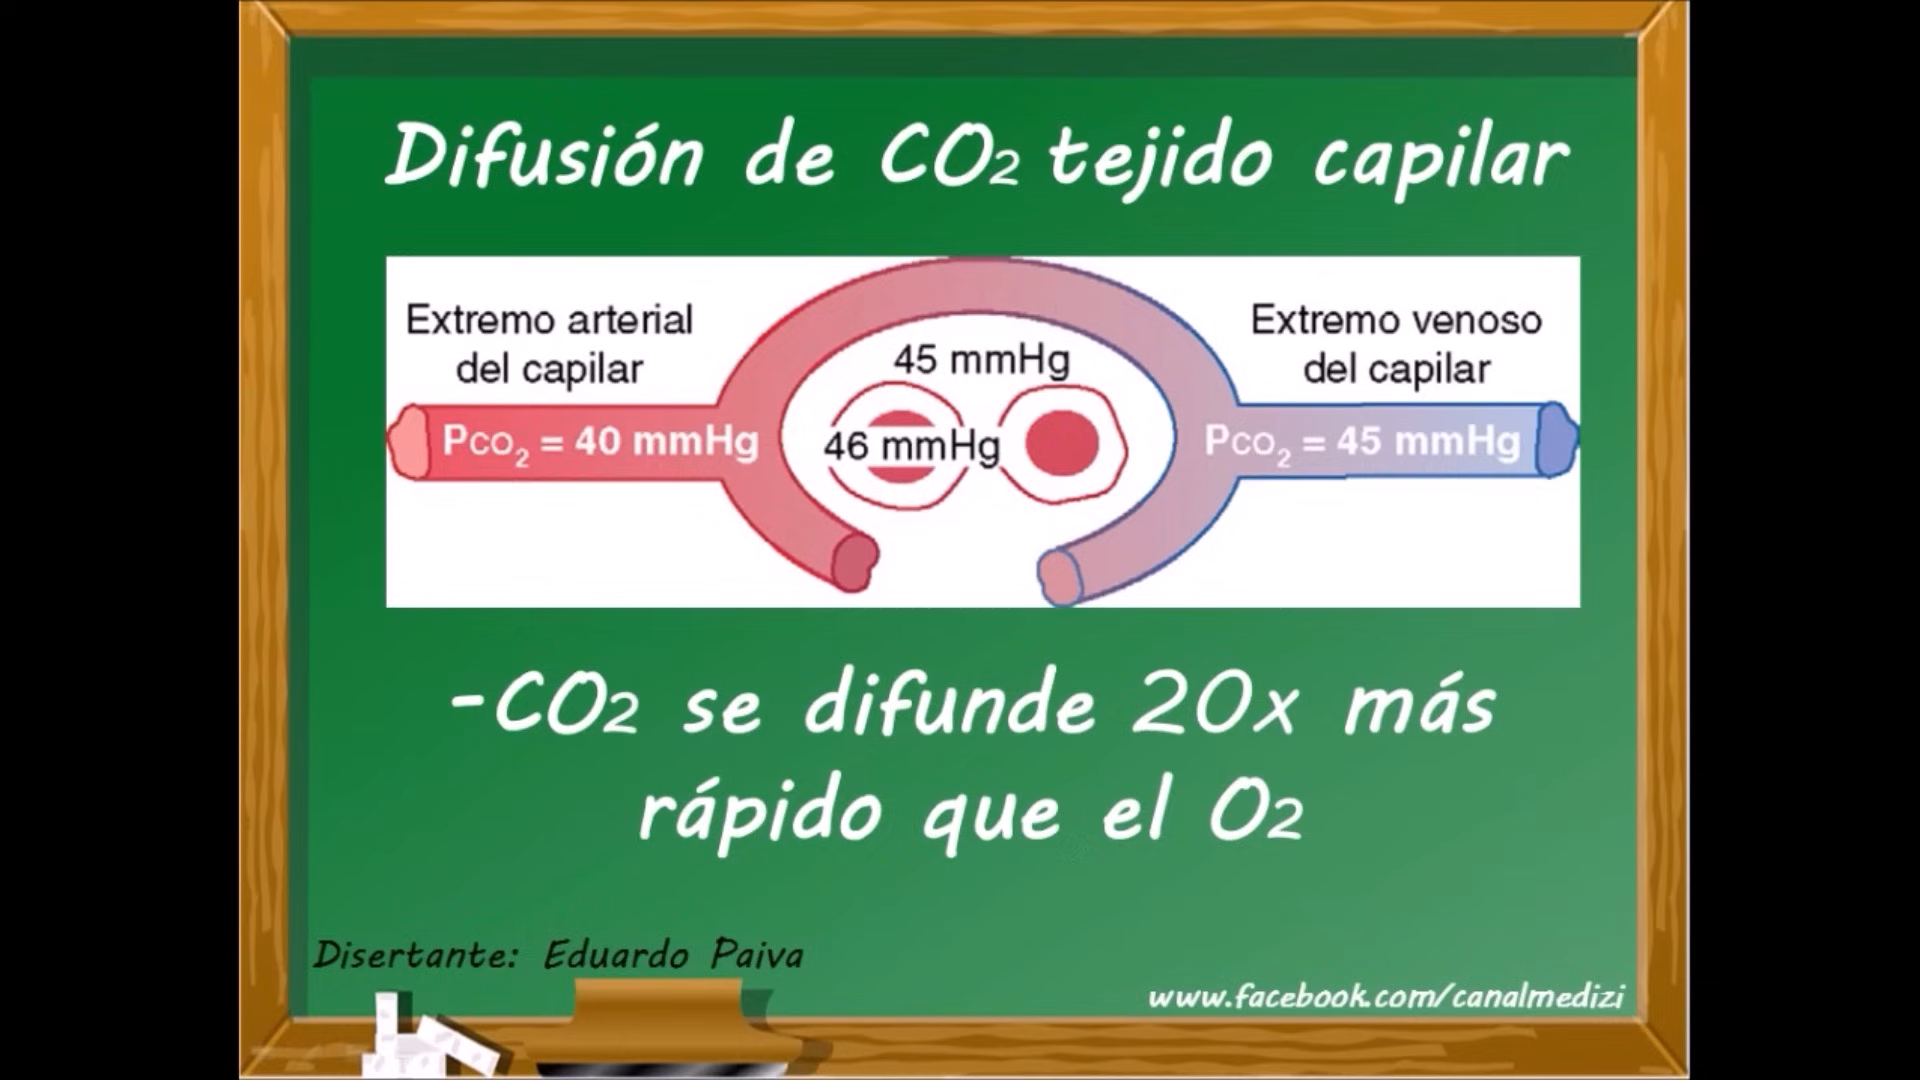 Difusión de CO₂ tejido capilar
Extremo arterial
del capilar
Extremo venoso
del capilar
45 mmHg
46 mmHg
PCO₂ = 40 mmHg
PCO₂ = 45 mmHg
-CO₂ se difunde 20x más
rápido que el O₂
Disertante: Eduardo Paiva
www.facebook.com/canalmedizi